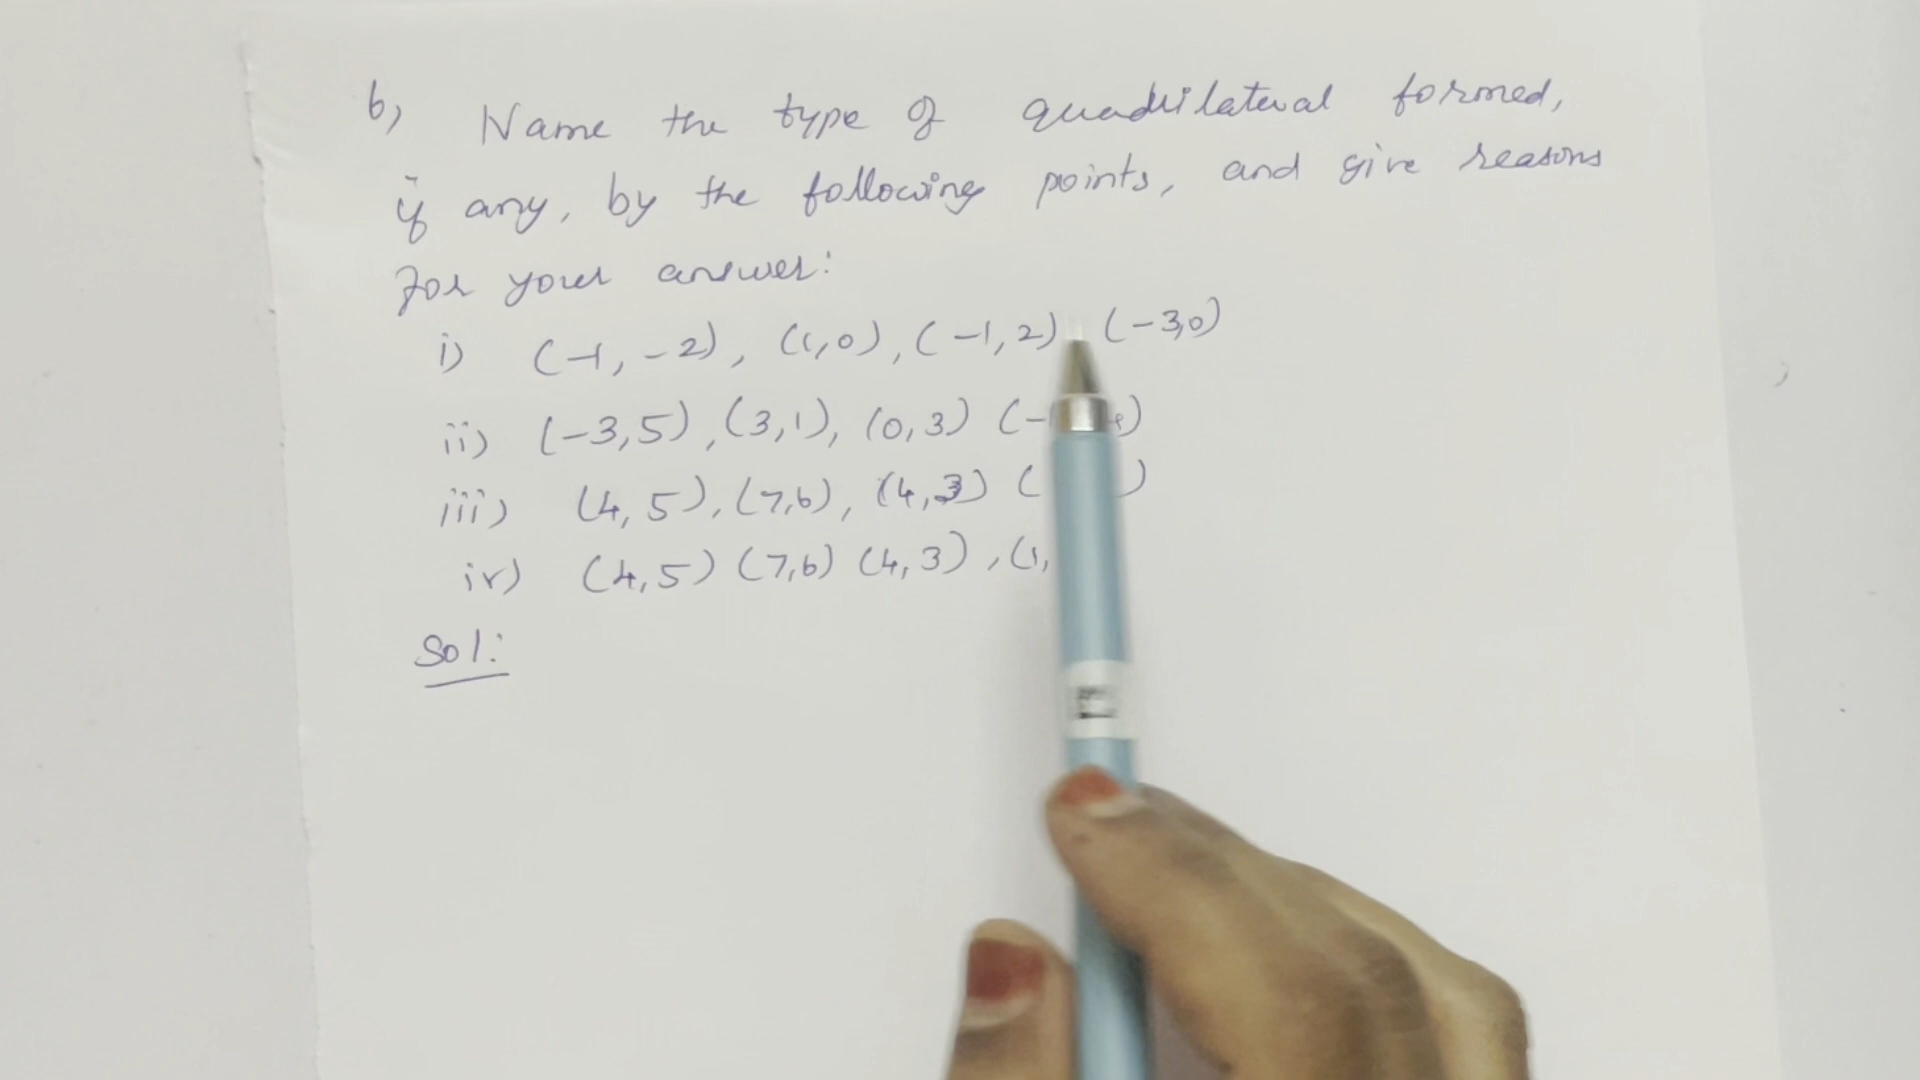 6) Name the type of quadrilateral formed,
if any, by the following points, and give reasons
for your answer:
i) (-1, -2), (1,0), (-1,2), (-3,0)
ii) (-3,5), (3,1), (0,3) (-
iii) (4,5), (7,6), (4,3) ( )
iv) (4,5) (7,6) (4,3), (1,
Sol: